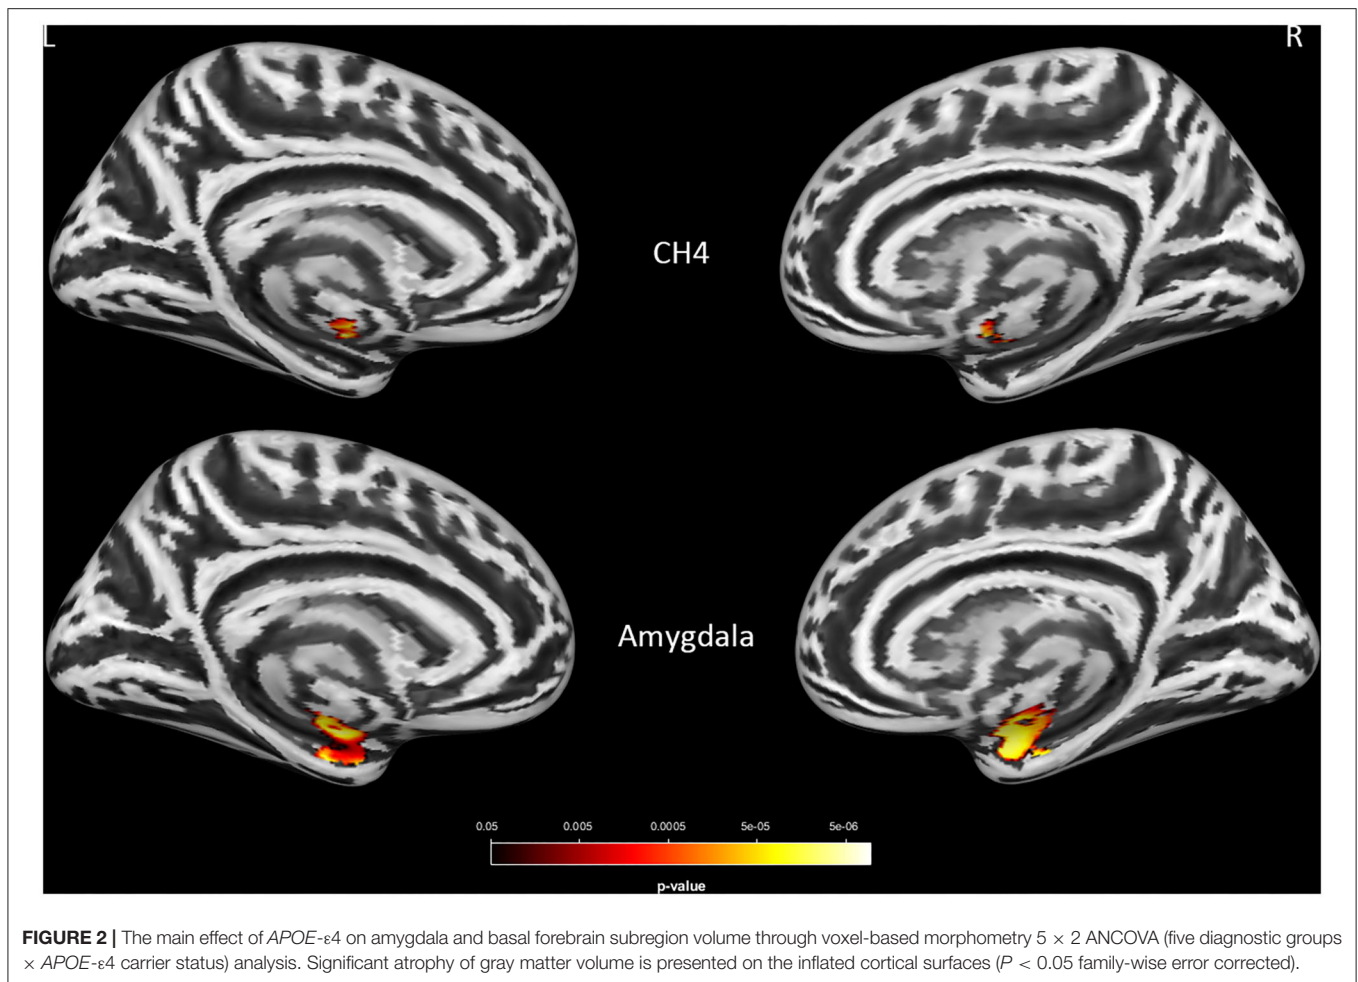 L
R
CH4
Amygdala
0.05 0.005 0.0005 5e-05 5e-06
p-value
FIGURE 2 | The main effect of APOE-ε4 on amygdala and basal forebrain subregion volume through voxel-based morphometry 5 × 2 ANCOVA (five diagnostic groups
× APOE-ε4 carrier status) analysis. Significant atrophy of gray matter volume is presented on the inflated cortical surfaces (P < 0.05 family-wise error corrected).